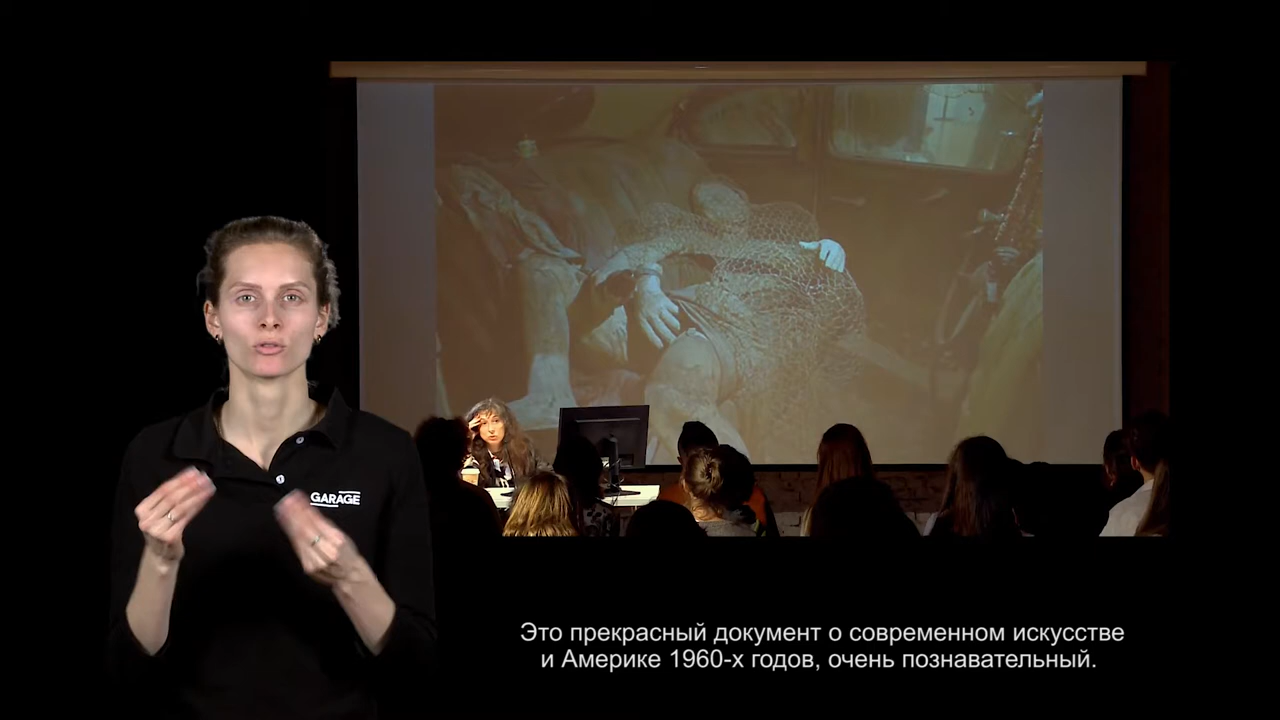 GARAGE
Это прекрасный документ о современном искусстве
и Америке 1960-х годов, очень познавательный.